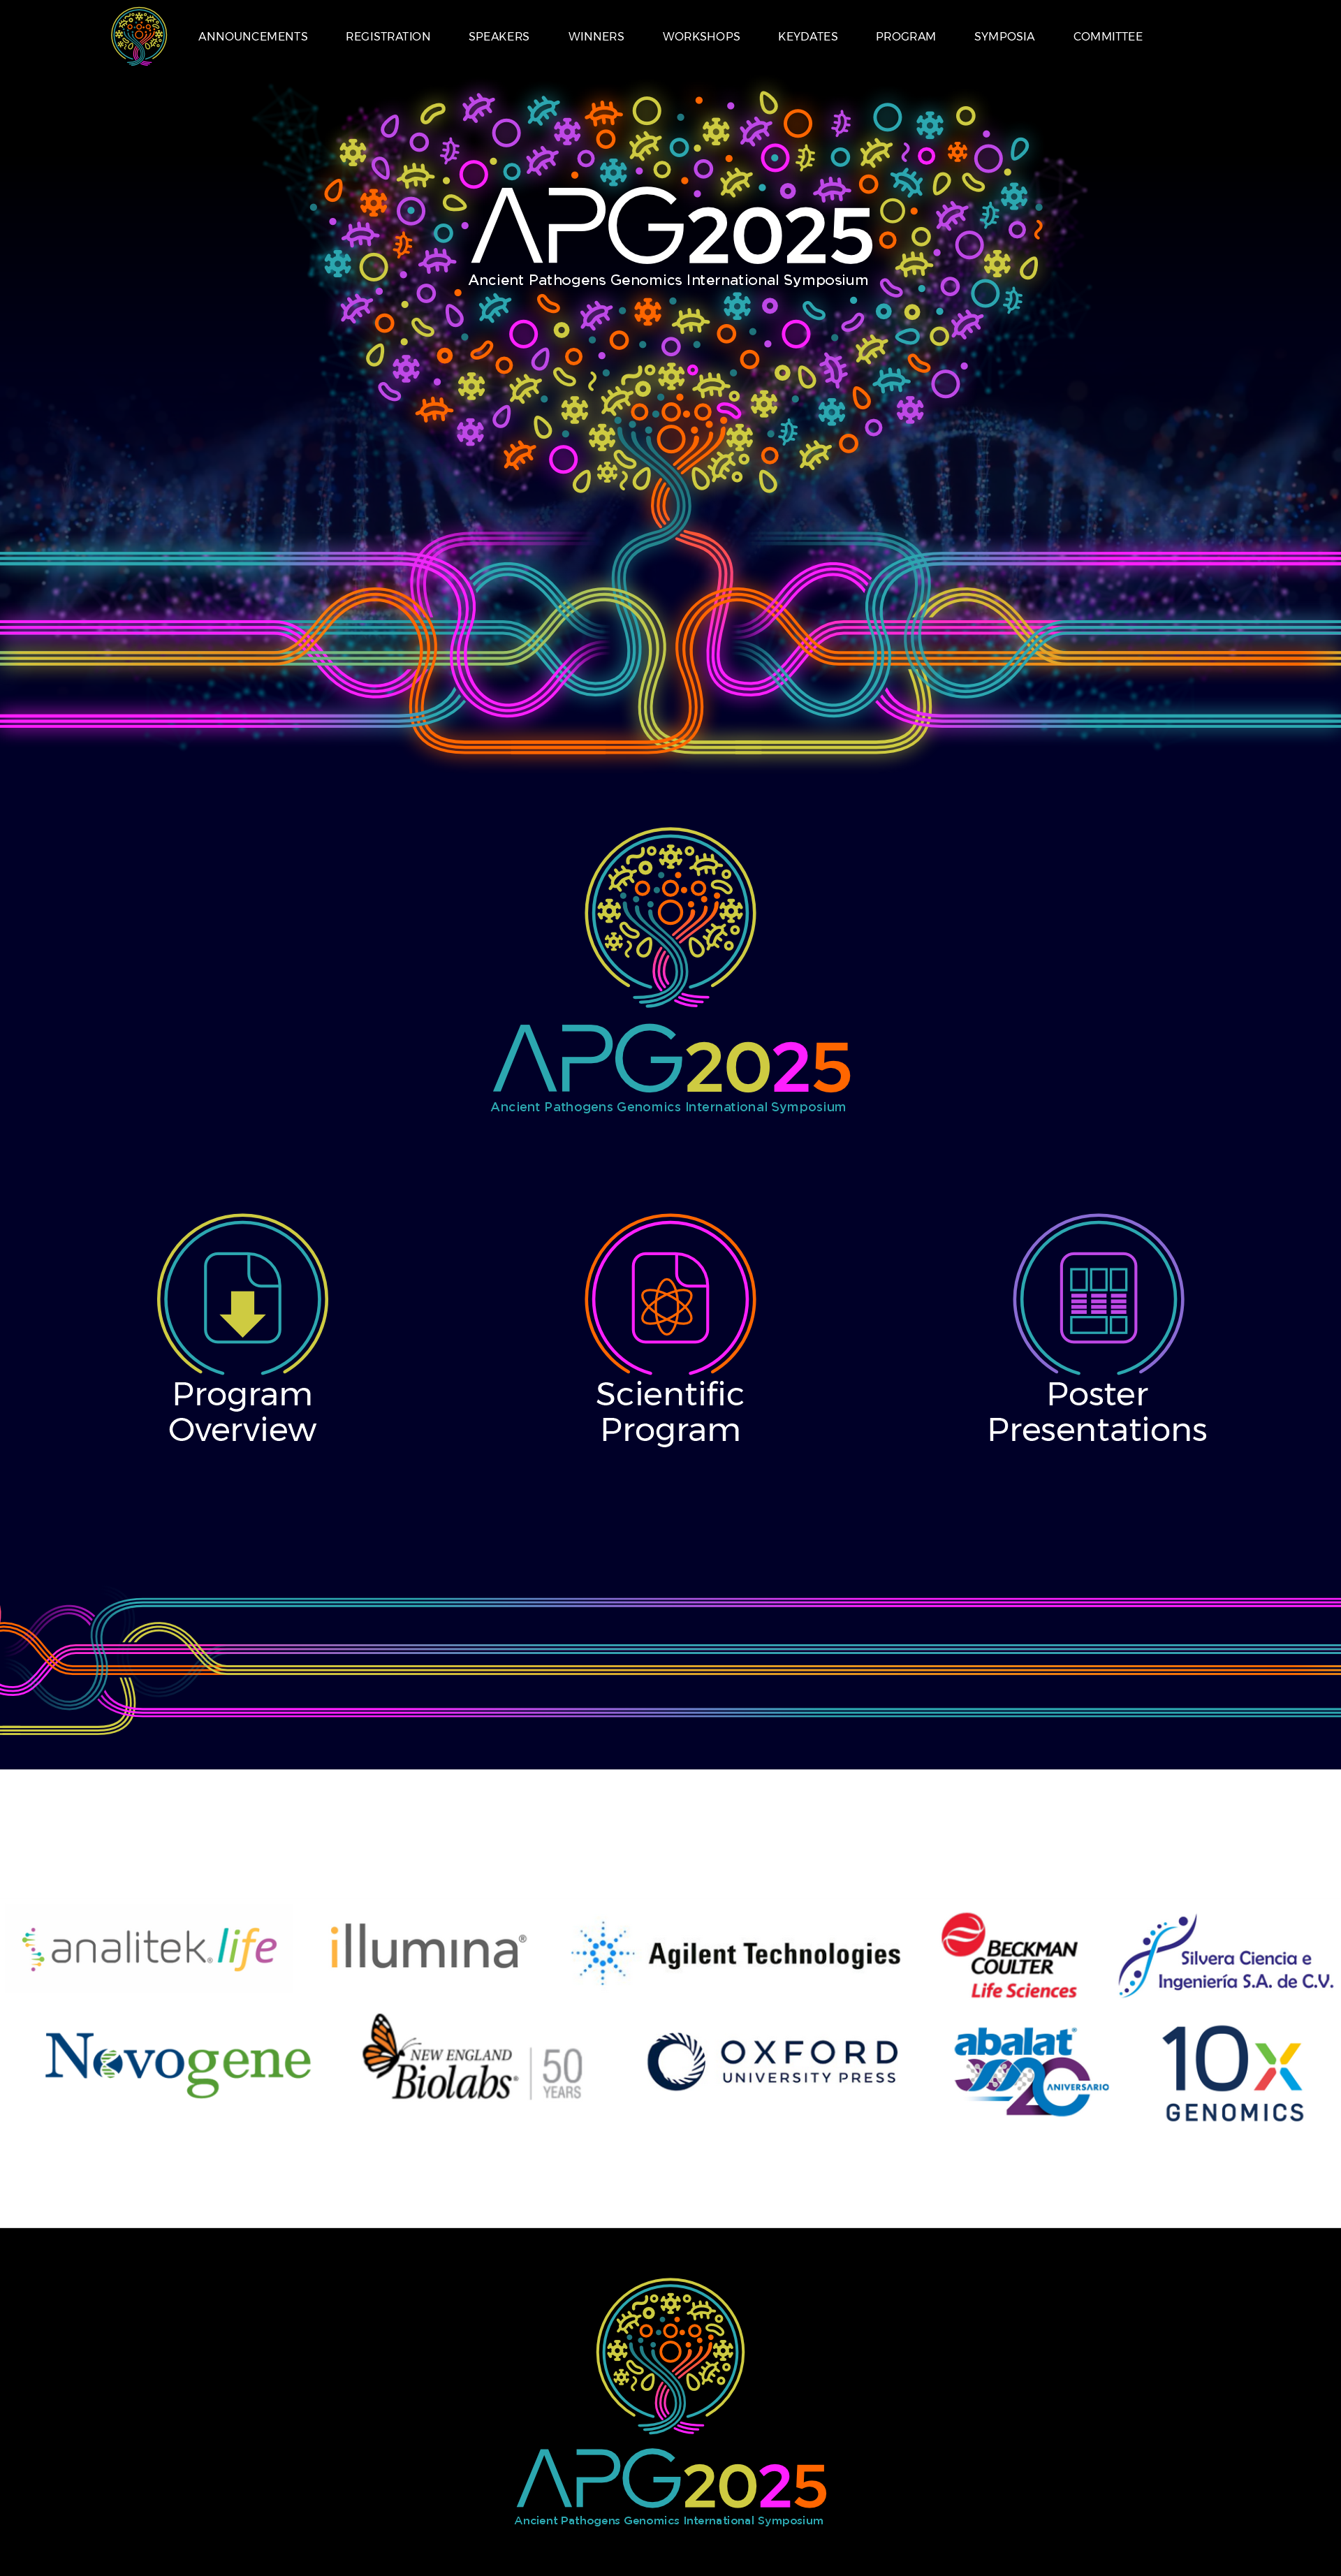 ANNOUNCEMENTS REGISTRATION SPEAKERS WINNERS WORKSHOPS KEYDATES PROGRAM SYMPOSIA COMMITTEE
APG2025
Ancient Pathogens Genomics International Symposium
APG2025
Ancient Pathogens Genomics International Symposium
Program
Overview
Scientific
Program
Poster
Presentations
analitek.life
illumina®
Agilent Technologies
BECKMAN
COULTER
Life Sciences
Silvera Ciencia e
Ingeniería S.A. de C.V.
Novogene
NEW ENGLAND
BioLabs®
50
YEARS
OXFORD
UNIVERSITY PRESS
abalat®
20
ANIVERSARIO
10x
GENOMICS
APG2025
Ancient Pathogens Genomics International Symposium